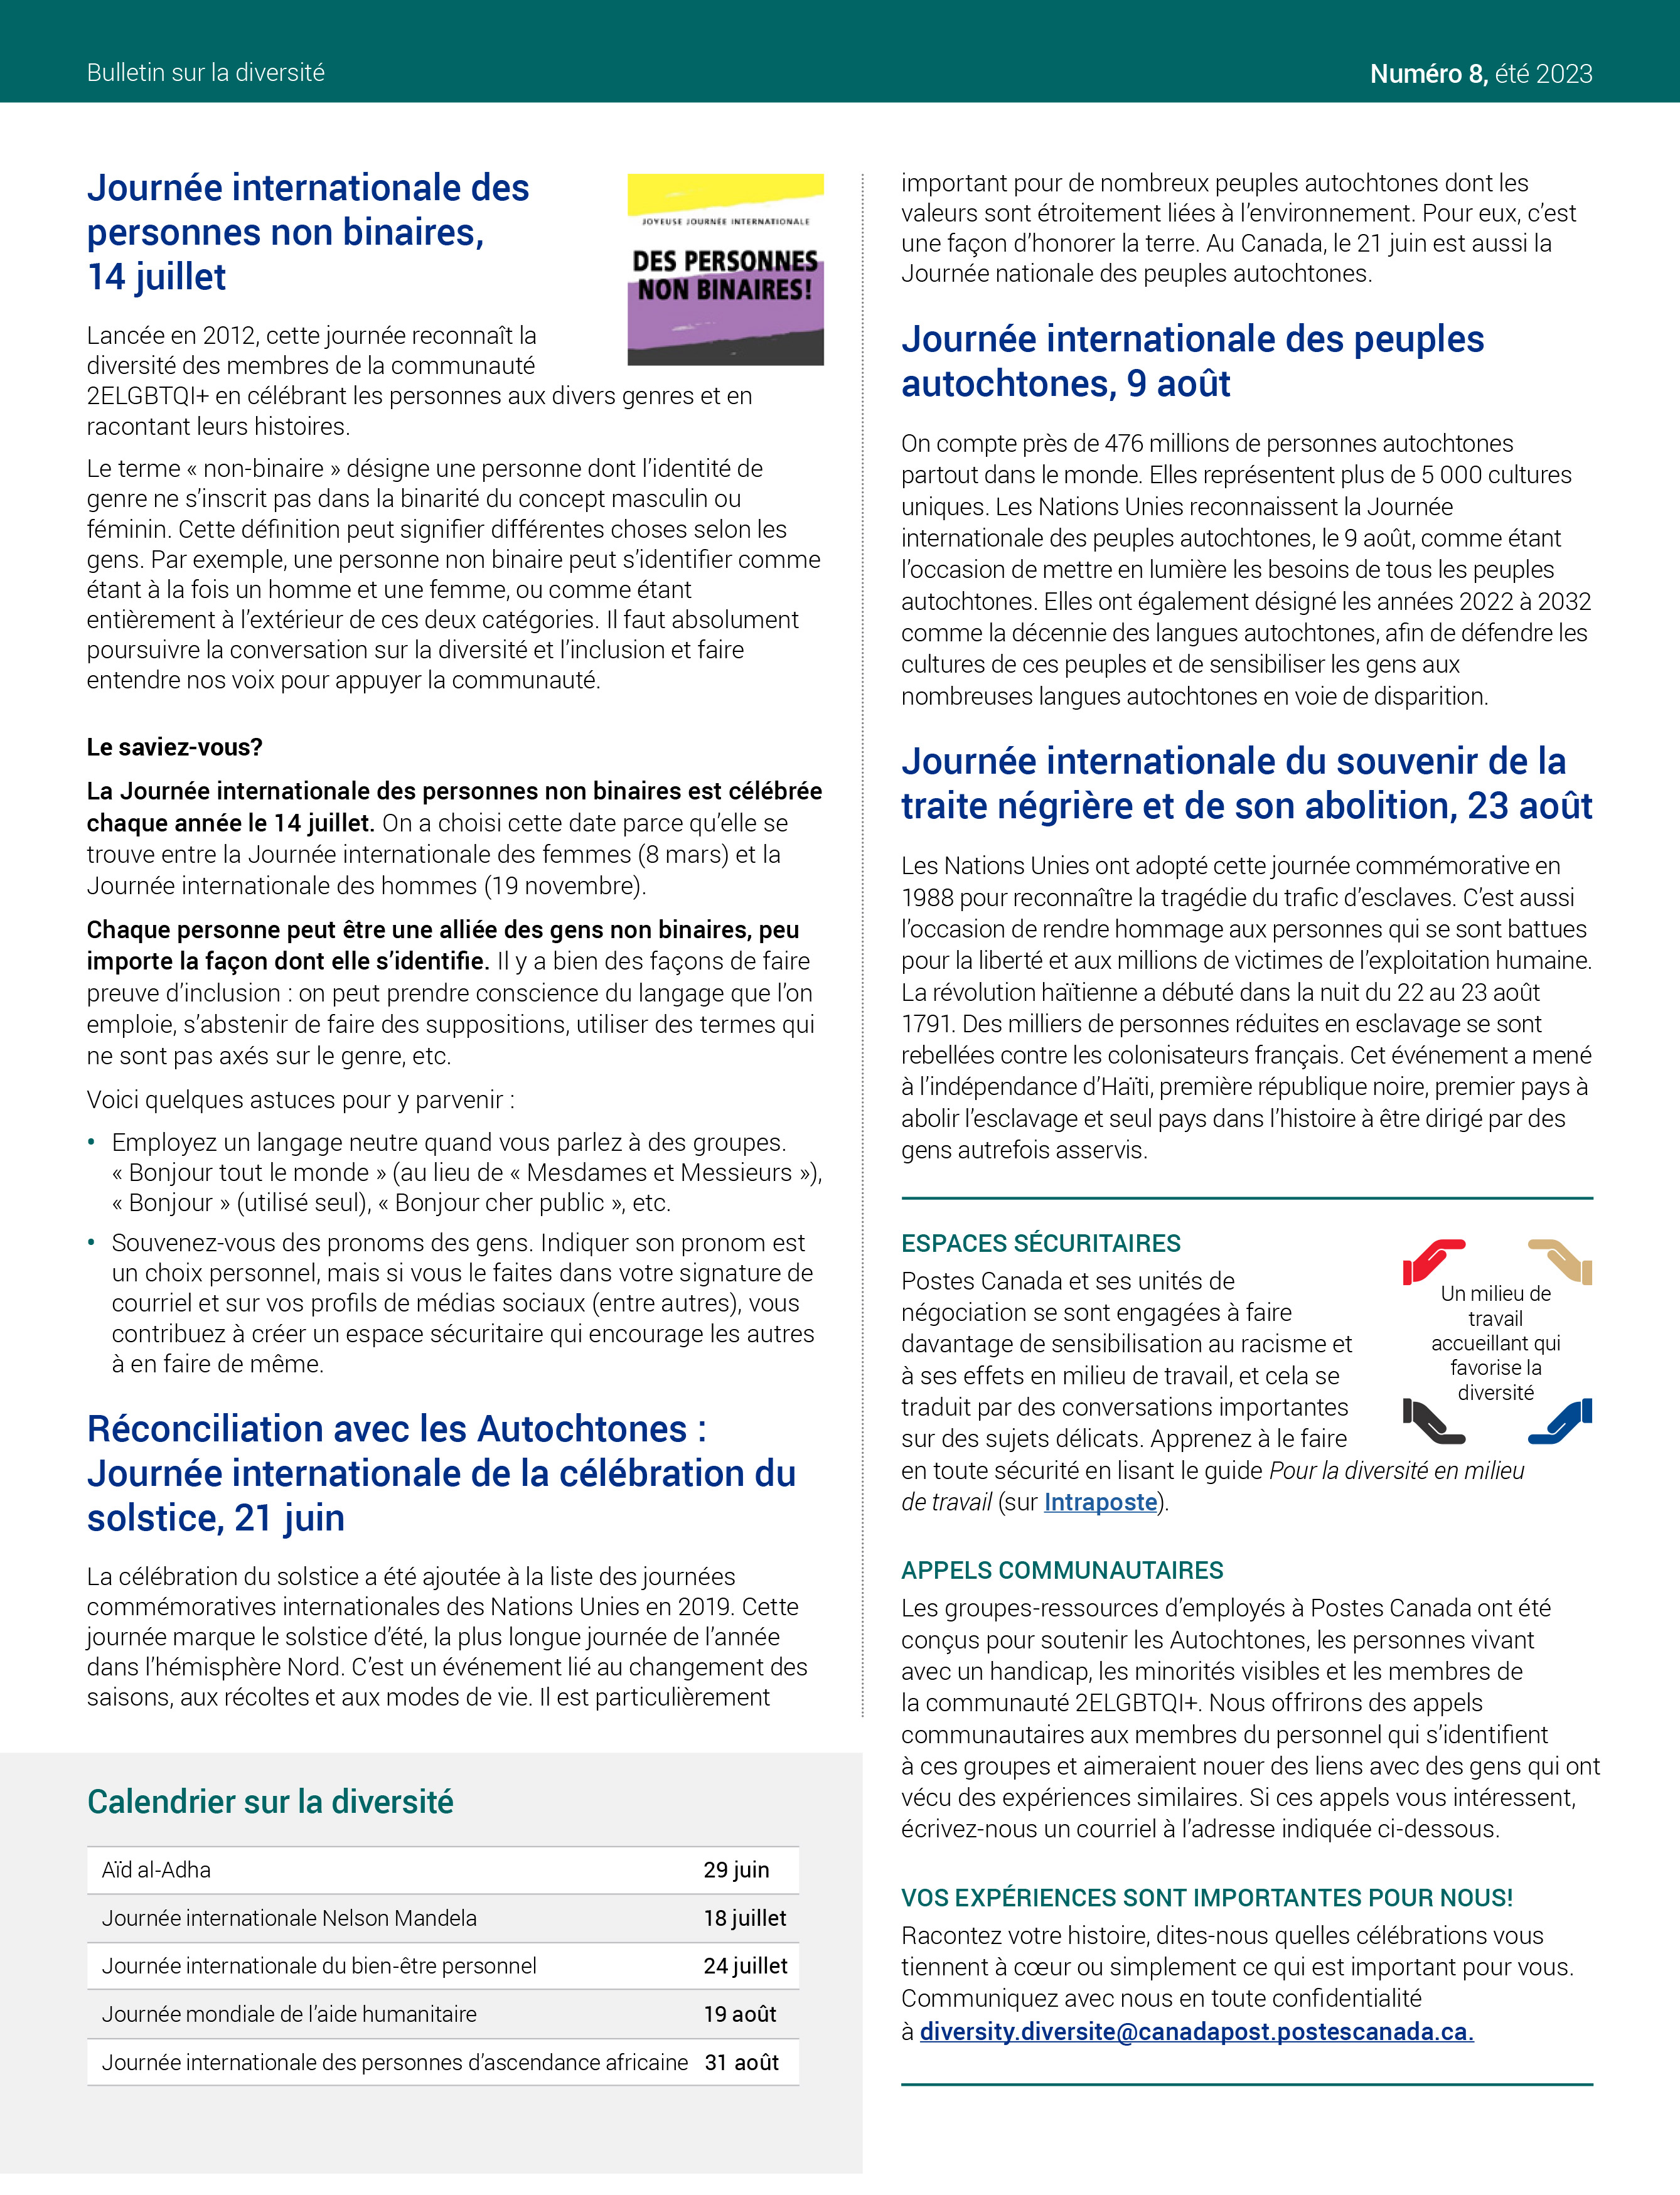 Bulletin sur la diversité
Numéro 8, été 2023
Journée internationale des
personnes non binaires,
14 juillet
JOYEUSE JOURNÉE INTERNATIONALE
DES PERSONNES
NON BINAIRES!
Lancée en 2012, cette journée reconnaît la
diversité des membres de la communauté
2ELGBTQI+ en célébrant les personnes aux divers genres et en
racontant leurs histoires.
Le terme « non-binaire » désigne une personne dont l’identité de
genre ne s’inscrit pas dans la binarité du concept masculin ou
féminin. Cette définition peut signifier différentes choses selon les
gens. Par exemple, une personne non binaire peut s’identifier comme
étant à la fois un homme et une femme, ou comme étant
entièrement à l’extérieur de ces deux catégories. Il faut absolument
poursuivre la conversation sur la diversité et l’inclusion et faire
entendre nos voix pour appuyer la communauté.
Le saviez-vous?
La Journée internationale des personnes non binaires est célébrée
chaque année le 14 juillet. On a choisi cette date parce qu’elle se
trouve entre la Journée internationale des femmes (8 mars) et la
Journée internationale des hommes (19 novembre).
Chaque personne peut être une alliée des gens non binaires, peu
importe la façon dont elle s’identifie. Il y a bien des façons de faire
preuve d’inclusion : on peut prendre conscience du langage que l’on
emploie, s’abstenir de faire des suppositions, utiliser des termes qui
ne sont pas axés sur le genre, etc.
Voici quelques astuces pour y parvenir :
• Employez un langage neutre quand vous parlez à des groupes.
« Bonjour tout le monde » (au lieu de « Mesdames et Messieurs »),
« Bonjour » (utilisé seul), « Bonjour cher public », etc.
• Souvenez-vous des pronoms des gens. Indiquer son pronom est
un choix personnel, mais si vous le faites dans votre signature de
courriel et sur vos profils de médias sociaux (entre autres), vous
contribuez à créer un espace sécuritaire qui encourage les autres
à en faire de même.
Réconciliation avec les Autochtones :
Journée internationale de la célébration du
solstice, 21 juin
La célébration du solstice a été ajoutée à la liste des journées
commémoratives internationales des Nations Unies en 2019. Cette
journée marque le solstice d’été, la plus longue journée de l’année
dans l’hémisphère Nord. C’est un événement lié au changement des
saisons, aux récoltes et aux modes de vie. Il est particulièrement
important pour de nombreux peuples autochtones dont les
valeurs sont étroitement liées à l’environnement. Pour eux, c’est
une façon d’honorer la terre. Au Canada, le 21 juin est aussi la
Journée nationale des peuples autochtones.
Journée internationale des peuples
autochtones, 9 août
On compte près de 476 millions de personnes autochtones
partout dans le monde. Elles représentent plus de 5 000 cultures
uniques. Les Nations Unies reconnaissent la Journée
internationale des peuples autochtones, le 9 août, comme étant
l’occasion de mettre en lumière les besoins de tous les peuples
autochtones. Elles ont également désigné les années 2022 à 2032
comme la décennie des langues autochtones, afin de défendre les
cultures de ces peuples et de sensibiliser les gens aux
nombreuses langues autochtones en voie de disparition.
Journée internationale du souvenir de la
traite négrière et de son abolition, 23 août
Les Nations Unies ont adopté cette journée commémorative en
1988 pour reconnaître la tragédie du trafic d’esclaves. C’est aussi
l’occasion de rendre hommage aux personnes qui se sont battues
pour la liberté et aux millions de victimes de l’exploitation humaine.
La révolution haïtienne a débuté dans la nuit du 22 au 23 août
1791. Des milliers de personnes réduites en esclavage se sont
rebellées contre les colonisateurs français. Cet événement a mené
à l’indépendance d’Haïti, première république noire, premier pays à
abolir l’esclavage et seul pays dans l’histoire à être dirigé par des
gens autrefois asservis.
ESPACES SÉCURITAIRES
Postes Canada et ses unités de
négociation se sont engagées à faire
davantage de sensibilisation au racisme et
à ses effets en milieu de travail, et cela se
traduit par des conversations importantes
sur des sujets délicats. Apprenez à le faire
en toute sécurité en lisant le guide Pour la diversité en milieu
de travail (sur Intraposte).
Un milieu de
travail
accueillant qui
favorise la
diversité
APPELS COMMUNAUTAIRES
Les groupes-ressources d’employés à Postes Canada ont été
conçus pour soutenir les Autochtones, les personnes vivant
avec un handicap, les minorités visibles et les membres de
la communauté 2ELGBTQI+. Nous offrirons des appels
communautaires aux membres du personnel qui s’identifient
à ces groupes et aimeraient nouer des liens avec des gens qui ont
vécu des expériences similaires. Si ces appels vous intéressent,
écrivez-nous un courriel à l’adresse indiquée ci-dessous.
VOS EXPÉRIENCES SONT IMPORTANTES POUR NOUS!
Racontez votre histoire, dites-nous quelles célébrations vous
tiennent à cœur ou simplement ce qui est important pour vous.
Communiquez avec nous en toute confidentialité
à diversity.diversite@canadapost.postescanada.ca.
Calendrier sur la diversité
Aïd al-Adha 29 juin
Journée internationale Nelson Mandela 18 juillet
Journée internationale du bien-être personnel 24 juillet
Journée mondiale de l’aide humanitaire 19 août
Journée internationale des personnes d’ascendance africaine 31 août